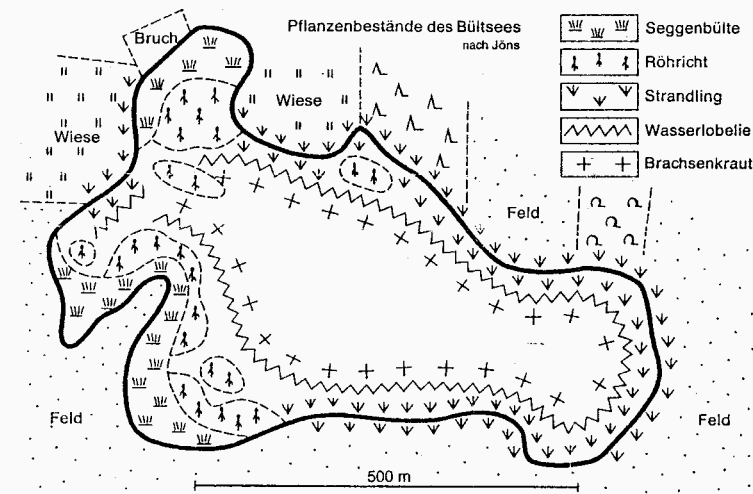 Pflanzenbestände des Bültsees
nach Jöns
Seggenbülte
Röhricht
Strandling
Wasserlobelie
Brachsenkraut
Bruch
Wiese
Wiese
Feld
Feld
Feld
500 m